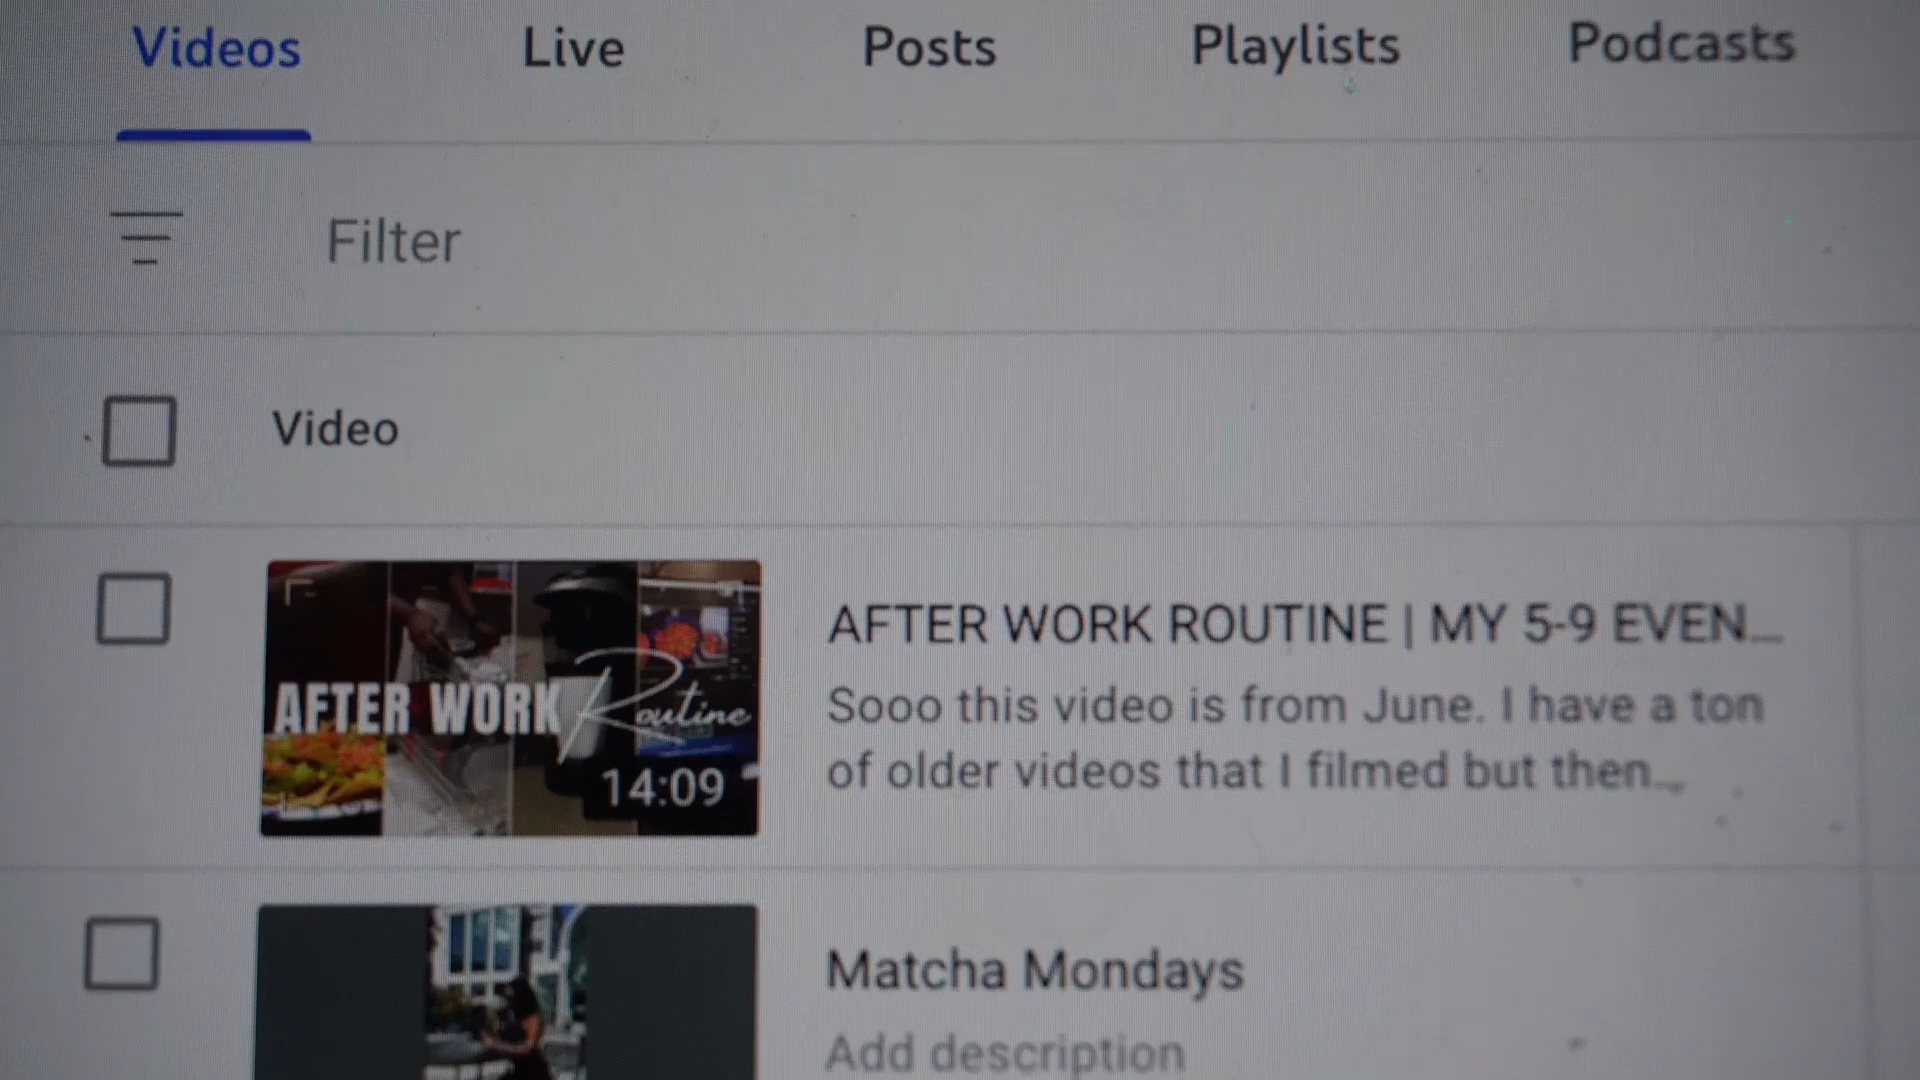 Videos Live Posts Playlists Podcasts
Filter
Video
AFTER WORK Routine
14:09
AFTER WORK ROUTINE | MY 5-9 EVEN...
Sooo this video is from June. I have a ton
of older videos that I filmed but then...
Matcha Mondays
Add description